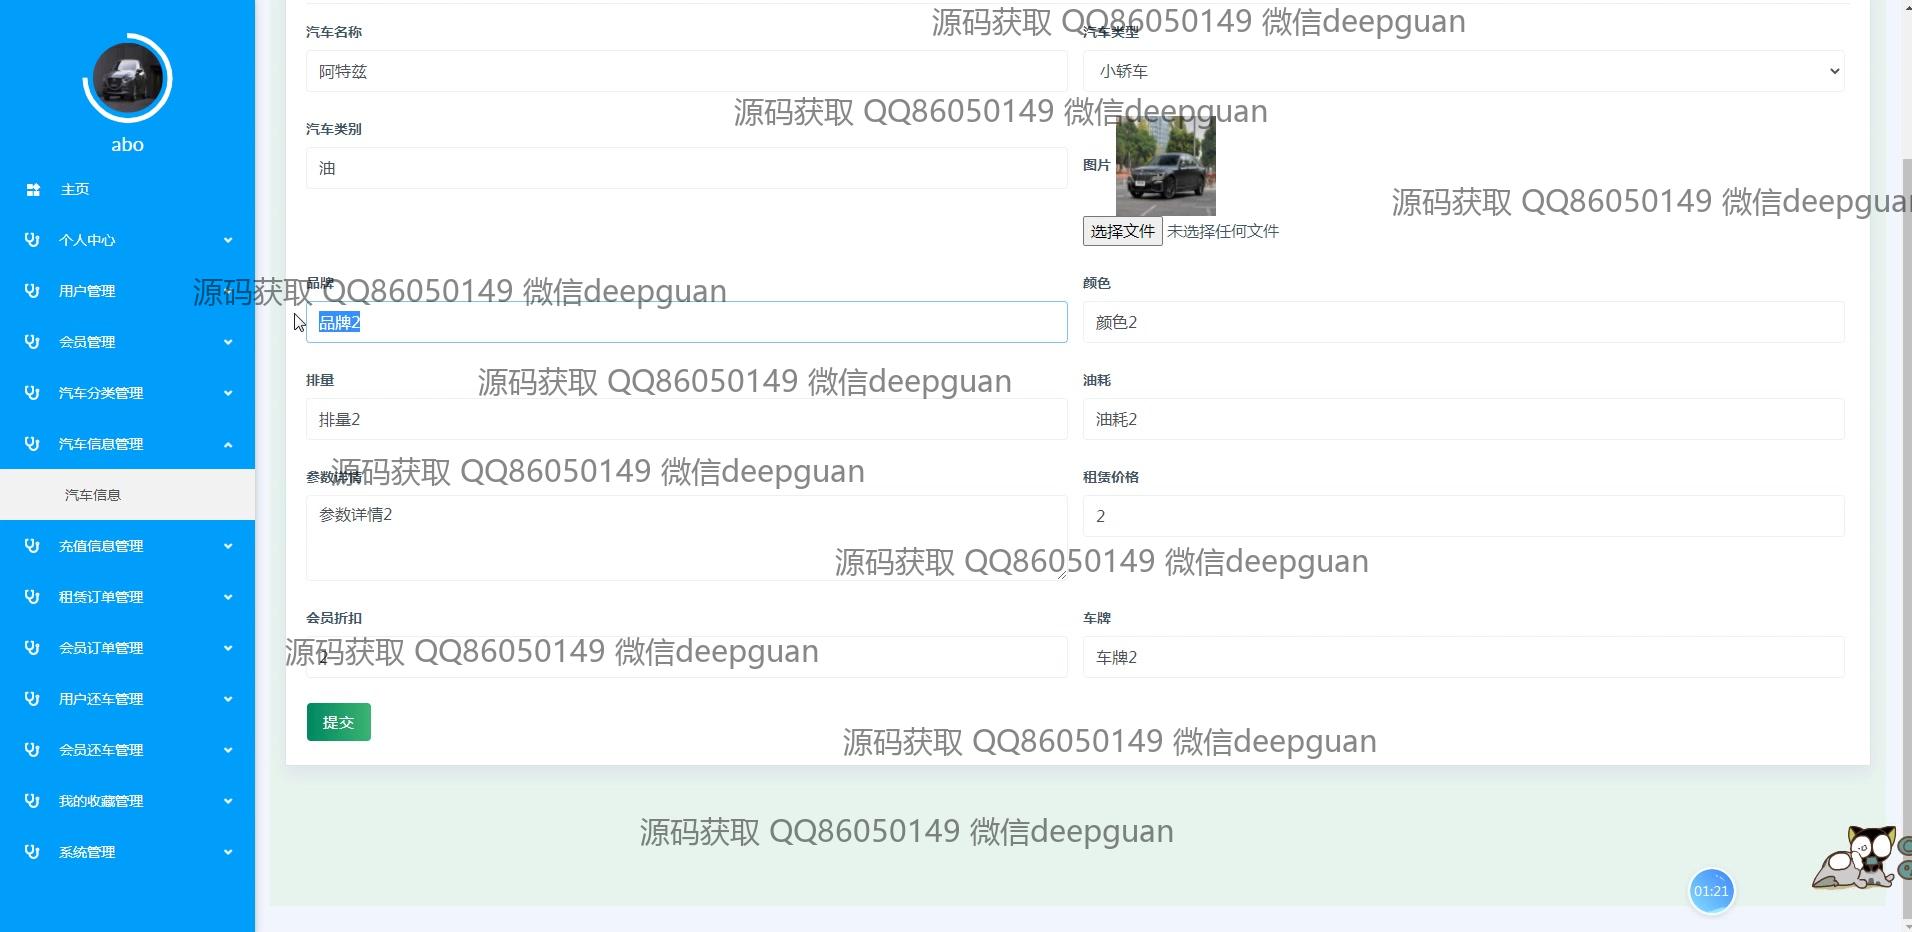 源码获取 QQ86050149 微信deepguan
汽车名称
汽车类型
阿特兹
小轿车
源码获取 QQ86050149 微信deepguan
汽车类别
abo
油
图片
主页
源码获取 QQ86050149 微信deepgua
选择文件 未选择任何文件
个人中心
用户管理
源码获取 QQ86050149 微信deepguan
品牌
颜色
品牌2
颜色2
会员管理
排量
油耗
源码获取 QQ86050149 微信deepguan
汽车分类管理
排量2
油耗2
汽车信息管理
参数详情
源码获取 QQ86050149 微信deepguan
租赁价格
汽车信息
参数详情2
2
充值信息管理
源码获取 QQ86050149 微信deepguan
租赁订单管理
会员折扣
车牌
会员订单管理
源码获取 QQ86050149 微信deepguan
2
车牌2
用户还车管理
提交
会员还车管理
源码获取 QQ86050149 微信deepguan
我的收藏管理
源码获取 QQ86050149 微信deepguan
系统管理
01:21